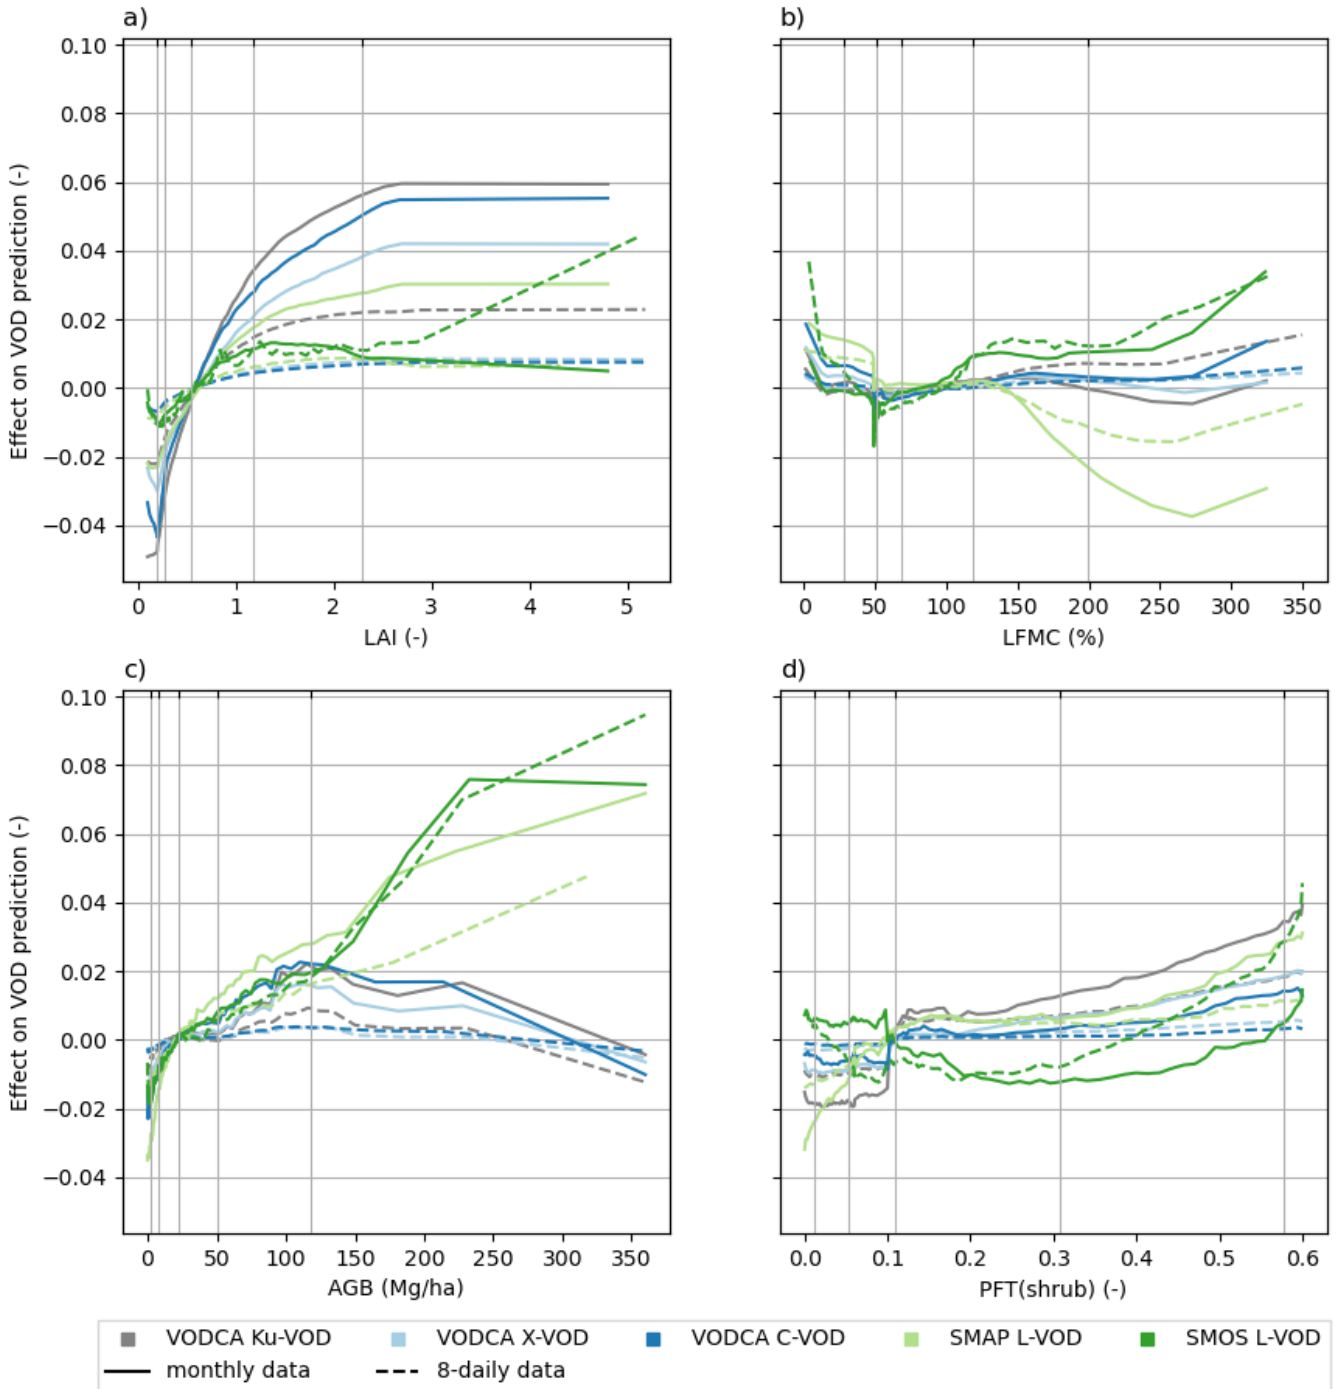 a)
b)
0.10
0.08
0.06
0.04
0.02
0.00
−0.02
−0.04
Effect on VOD prediction (-)
0 1 2 3 4 5
LAI (-)
0 50 100 150 200 250 300 350
LFMC (%)
c)
d)
0.10
0.08
0.06
0.04
0.02
0.00
−0.02
−0.04
Effect on VOD prediction (-)
0 50 100 150 200 250 300 350
AGB (Mg/ha)
0.0 0.1 0.2 0.3 0.4 0.5 0.6
PFT(shrub) (-)
VODCA Ku-VOD VODCA X-VOD VODCA C-VOD SMAP L-VOD SMOS L-VOD
monthly data 8-daily data